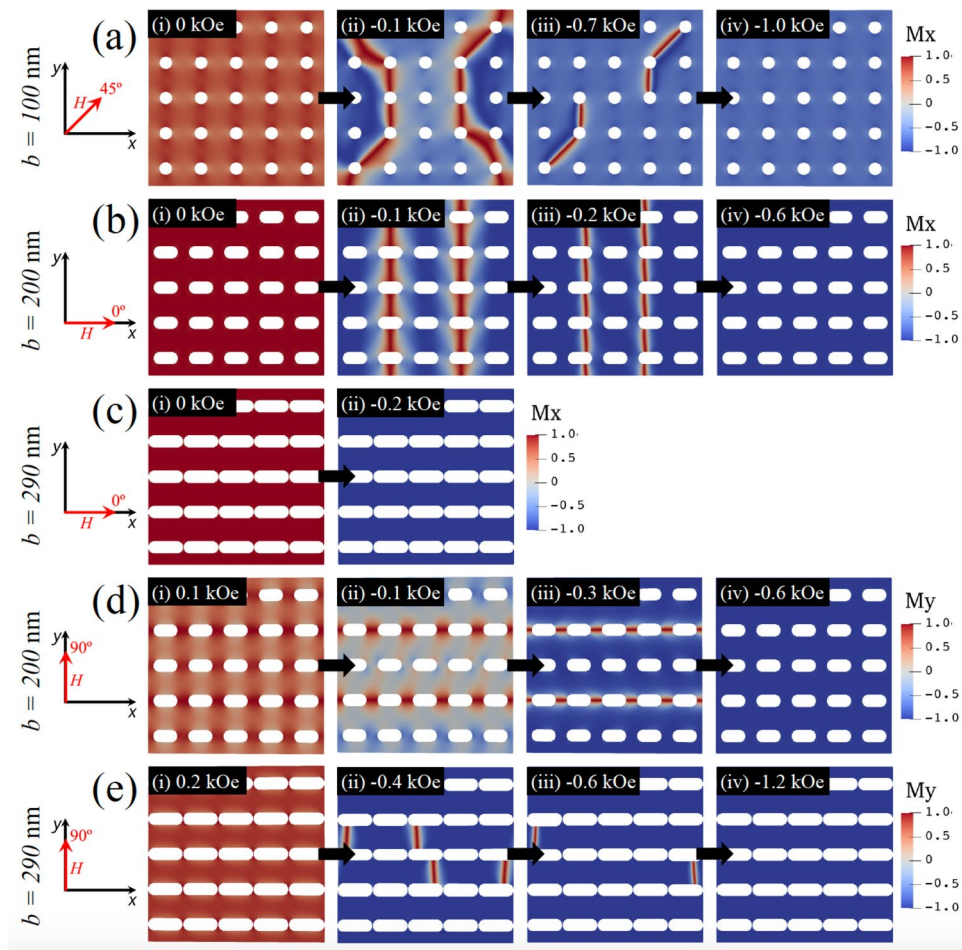 (a)
b = 100 nm
y
H
45º
x
(i) 0 kOe
(ii) -0.1 kOe
(iii) -0.7 kOe
(iv) -1.0 kOe
Mx
1.0
0.5
0
-0.5
-1.0
(b)
b = 200 nm
y
0º
H
x
(i) 0 kOe
(ii) -0.1 kOe
(iii) -0.2 kOe
(iv) -0.6 kOe
Mx
1.0
0.5
0
-0.5
-1.0
(c)
b = 290 nm
y
0º
H
x
(i) 0 kOe
(ii) -0.2 kOe
Mx
1.0
0.5
0
-0.5
-1.0
(d)
b = 200 nm
y
90º
H
x
(i) 0.1 kOe
(ii) -0.1 kOe
(iii) -0.3 kOe
(iv) -0.6 kOe
My
1.0
0.5
0
-0.5
-1.0
(e)
b = 290 nm
y
90º
H
x
(i) 0.2 kOe
(ii) -0.4 kOe
(iii) -0.6 kOe
(iv) -1.2 kOe
My
1.0
0.5
0
-0.5
-1.0